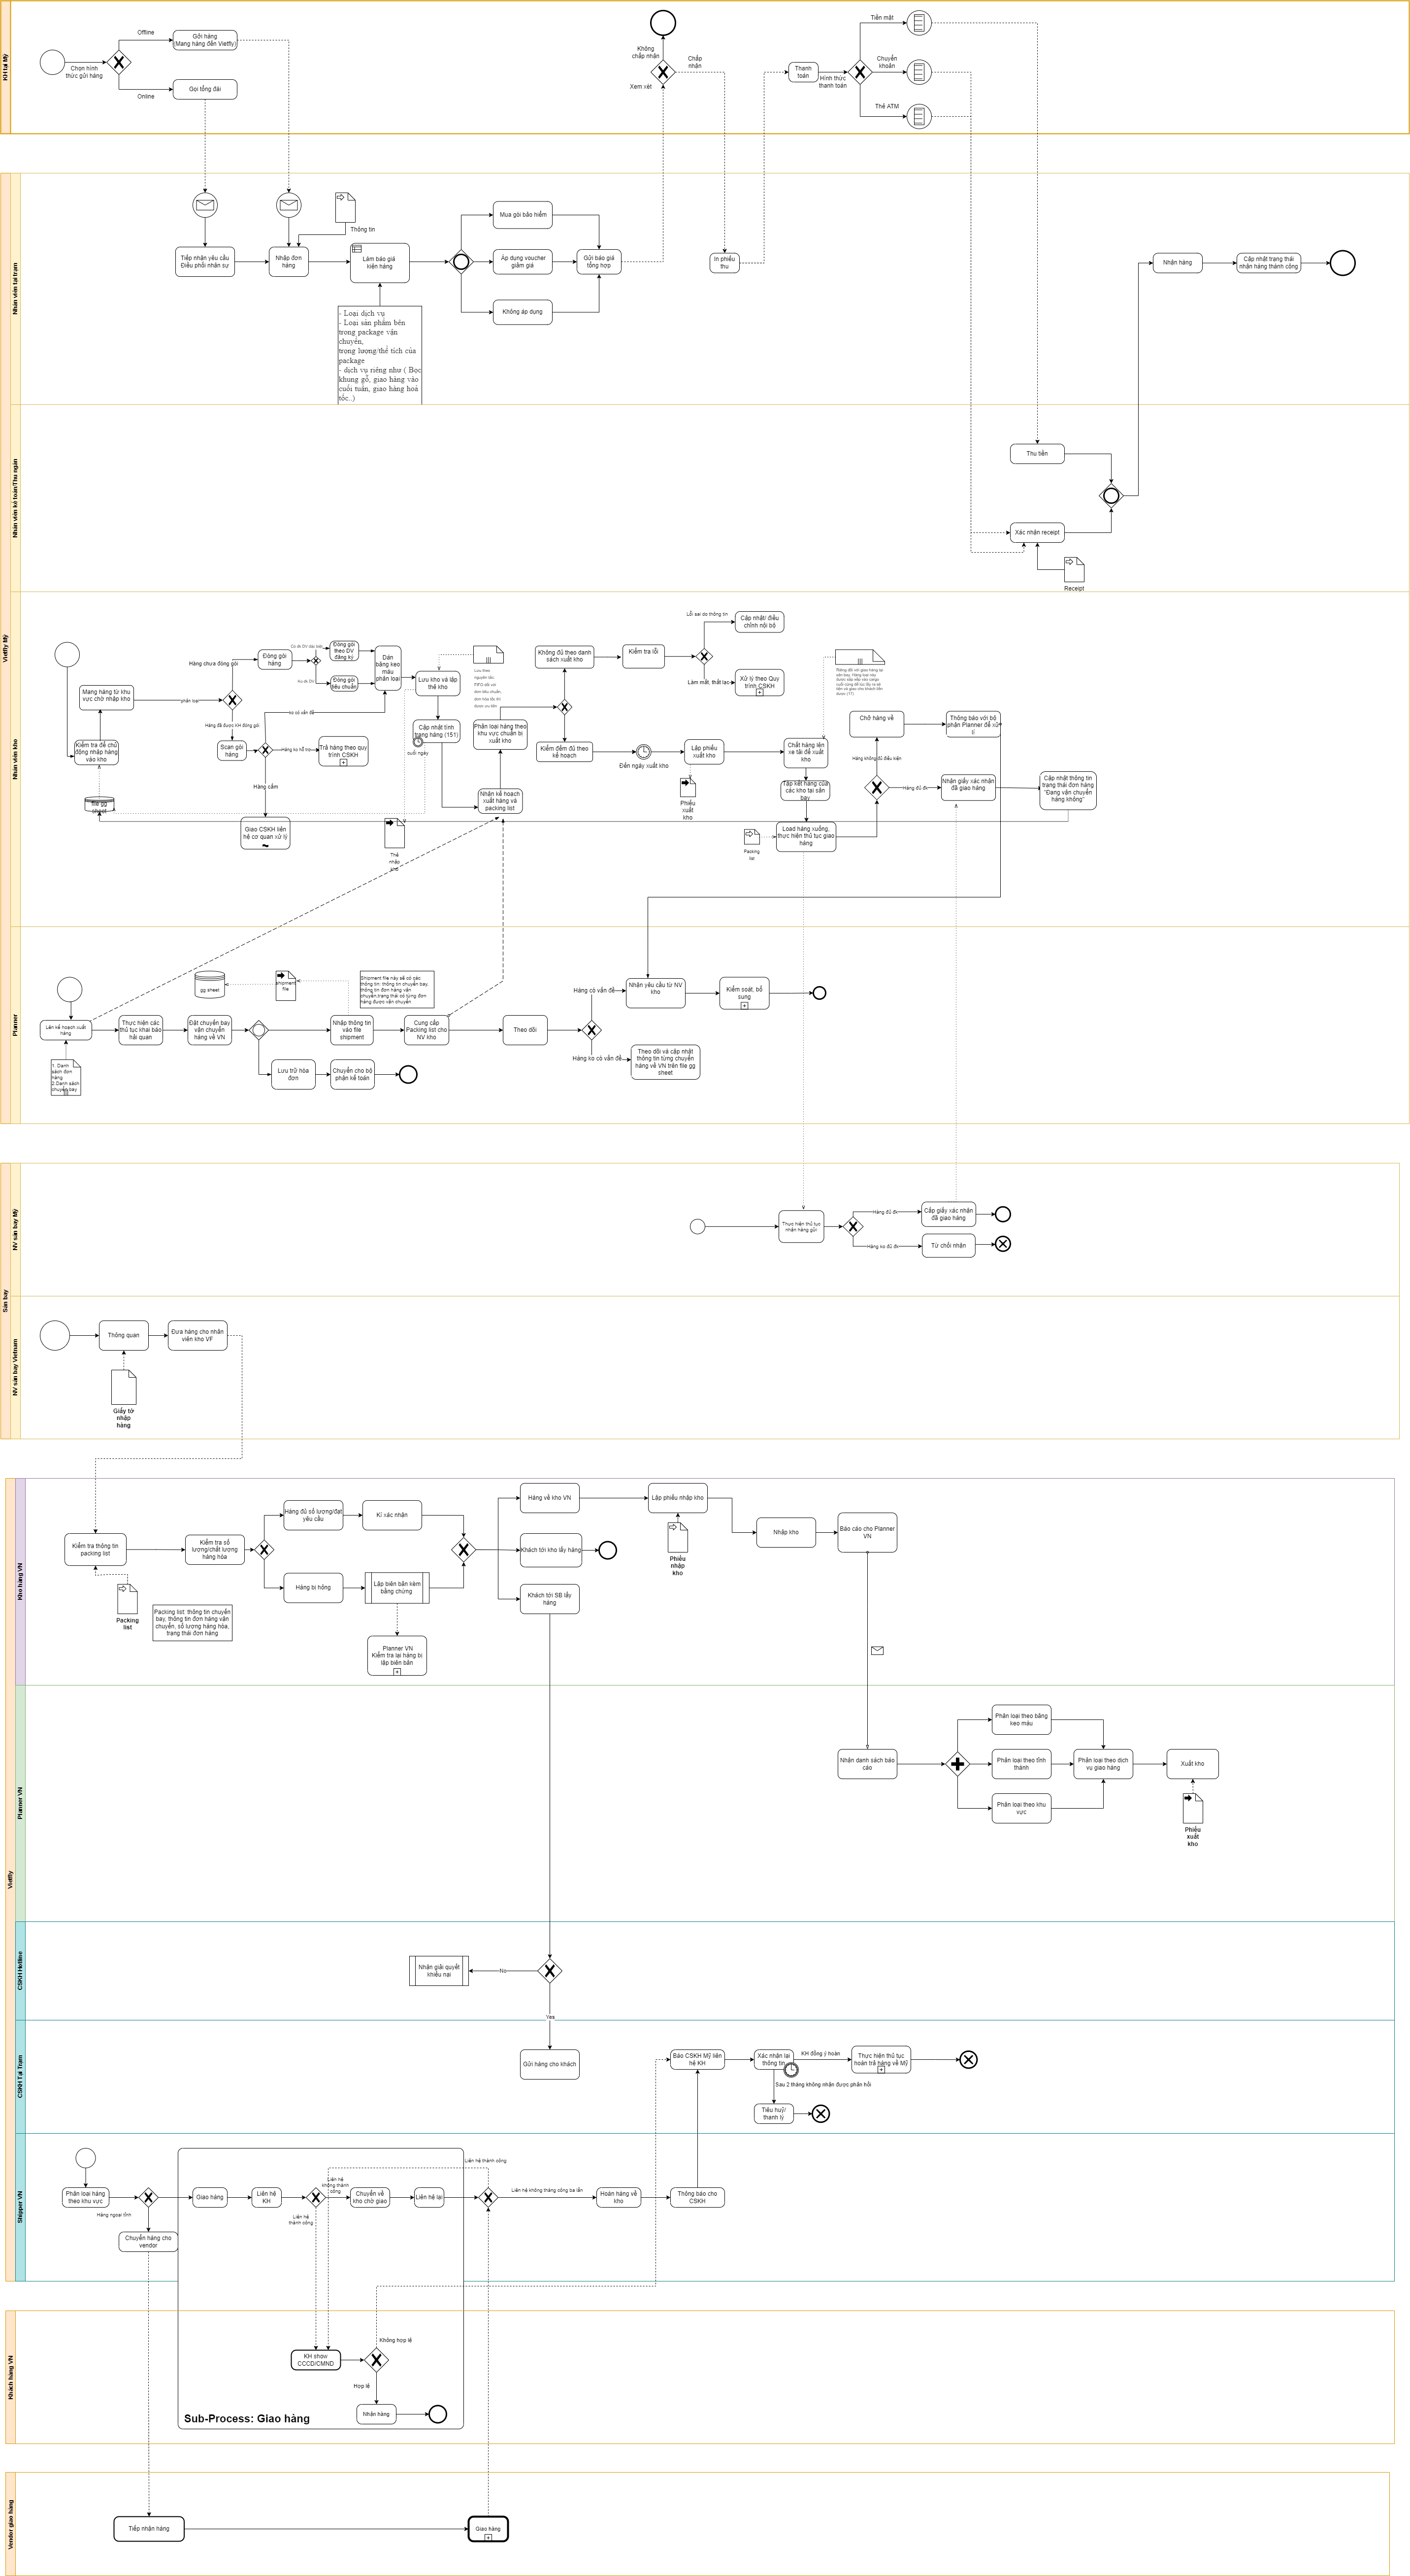 KH tại Mỹ
Offline
Gởi hàng
(Mang hàng đến Vietfly)
Chọn hình
thức gửi hàng
Online
Gọi tổng đài
Không
chấp nhận
Chấp
nhận
Xem xét
Thanh
toán
Hình thức
thanh toán
Tiền mặt
Chuyển
khoản
Thẻ ATM
Vietfly Mỹ
Nhân viên tại trạm
Tiếp nhận yêu cầu
Điều phối nhân sự
Nhập đơn
hàng
Thông tin
Làm báo giá
kiện hàng
- Loại dịch vụ
- Loại sản phẩm bên
trong package vận
chuyển,
trọng lượng/thể tích của
package
- dịch vụ riêng như ( Bọc
khung gỗ, giao hàng vào
cuối tuần, giao hàng hoả
tốc..)
Mua gói bảo hiểm
Áp dụng voucher
giảm giá
Không áp dụng
Gửi báo giá
tổng hợp
In phiếu
thu
Nhận hàng
Cập nhật trạng thái
nhận hàng thành công
Nhân viên kế toán/Thu ngân
Thu tiền
Xác nhận receipt
Receipt
Nhân viên kho
Mang hàng từ khu
vực chờ nhập kho
Kiểm tra để chủ
động nhập hàng
vào kho
file gg
sheet
phân loại
Hàng chưa đóng gói
Đóng gói
hàng
Đóng gói
theo DV
đăng ký
Đóng gói
tiêu chuẩn
Dán
băng keo
màu
phân loại
Hàng đã được KH đóng gói
Scan gói
hàng
ko có vấn đề
Hàng ko hỗ trợ
Trả hàng theo quy
trình CSKH
Hàng cấm
Giao CSKH liên
hệ cơ quan xử lý
Lưu kho và lập
thẻ kho
Cập nhật tình
trạng hàng (151)
cuối ngày
Thẻ
nhập
kho
Lưu theo
nguyên tắc
FIFO đối với
đơn tiêu chuẩn,
đơn hỏa tốc thì
được ưu tiên
Phân loại hàng theo
khu vực chuẩn bị
xuất kho
Nhận kế hoạch
xuất hàng và
packing list
Không đủ theo danh
sách xuất kho
Kiểm tra lỗi
Lỗi sai do thông tin
Cập nhật/ điều
chỉnh nội bộ
Làm mất, thất lạc
Xử lý theo Quy
trình CSKH
Kiểm đếm đủ theo
kế hoạch
Đến ngày xuất kho
Lập phiếu
xuất kho
Phiếu
xuất
kho
Chất hàng lên
xe tải để xuất
kho
Tập kết hàng của
các kho tại sân
bay
Load hàng xuống,
thực hiện thủ tục giao
hàng
Packing
list
Chở hàng về
Hàng không đủ điều kiện
Thông báo với bộ
phận Planner để xử
lí
Hàng đủ đk
Nhận giấy xác nhận
đã giao hàng
Cập nhật thông tin
trạng thái đơn hàng
"Đang vận chuyển
hàng không"
Planner
Lên kế hoạch xuất
hàng
1. Danh
sách đơn
hàng
2.Danh sách
chuyến bay
Thực hiện các
thủ tục khai báo
hải quan
Đặt chuyến bay
vận chuyển
hàng về VN
gg sheet
shipment
file
Shipment file này sẽ có các
thông tin: thông tin chuyến bay,
thông tin đơn hàng vận
chuyển,trạng thái có từng đơn
hàng được vận chuyển
Nhập thông tin
vào file
shipment
Cung cấp
Packing list cho
NV kho
Lưu trữ hóa
đơn
Chuyển cho bộ
phận kế toán
Theo dõi
Hàng có vấn đề
Nhận yêu cầu từ NV
kho
Kiểm soát, bổ
sung
Hàng ko có vấn đề
Theo dõi và cập nhật
thông tin từng chuyến
hàng về VN trên file gg
sheet
Sân bay
NV sân bay Mỹ
Thực hiện thủ tục
nhận hàng gửi
Hàng đủ đk
Cấp giấy xác nhận
đã giao hàng
Hàng ko đủ đk
Từ chối nhận
NV sân bay Vietnam
Thông quan
Đưa hàng cho nhân
viên kho VF
Giấy tờ
nhập
hàng
Vietfly
Kho hàng VN
Kiểm tra thông tin
packing list
Packing
list
Packing list: thông tin chuyến
bay, thông tin đơn hàng vận
chuyển, số lượng hàng hóa,
trạng thái đơn hàng
Kiểm tra số
lượng/chất lượng
hàng hóa
Hàng đủ số lượng/đạt
yêu cầu
Kí xác nhận
Hàng bị hỏng
Lập biên bản kèm
bằng chứng
Planner VN
Kiểm tra lại hàng bị
lập biên bản
Hàng về kho VN
Khách tới kho lấy hàng
Khách tới SB lấy
hàng
Lập phiếu nhập kho
Phiếu
nhập
kho
Nhập kho
Báo cáo cho Planner
VN
Planner VN
Nhận danh sách báo
cáo
Phân loại theo băng
keo màu
Phân loại theo tỉnh
thành
Phân loại theo khu
vực
Phân loại theo dịch
vụ giao hàng
Xuất kho
Phiếu
xuất
kho
CSKH Hotline
Nhận giải quyết
khiếu nại
No
Yes
CSKH Tại Trạm
Gửi hàng cho khách
Báo CSKH Mỹ liên
hệ KH
Xác nhận lại
thông tin
KH đồng ý hoàn
Thực hiện thủ tục
hoàn trả hàng về Mỹ
Sau 2 tháng không nhận được phản hồi
Tiêu huỷ/
thanh lý
Shipper VN
Phân loại hàng
theo khu vực
Hàng ngoại tỉnh
Chuyển hàng cho
vendor
Giao hàng
Liên hệ
KH
Liên hệ
không thành
công
Liên hệ
thành công
Chuyển về
kho chờ giao
Liên hệ lại
Liên hệ thành công
Liên hệ không thàng công ba lần
Hoàn hàng về
kho
Thông báo cho
CSKH
Khách hàng VN
KH show
CCCD/CMND
Không hợp lệ
Hợp lệ
Nhận hàng
Sub-Process: Giao hàng
Vendor giao hàng
Tiếp nhận hàng
Giao hàng